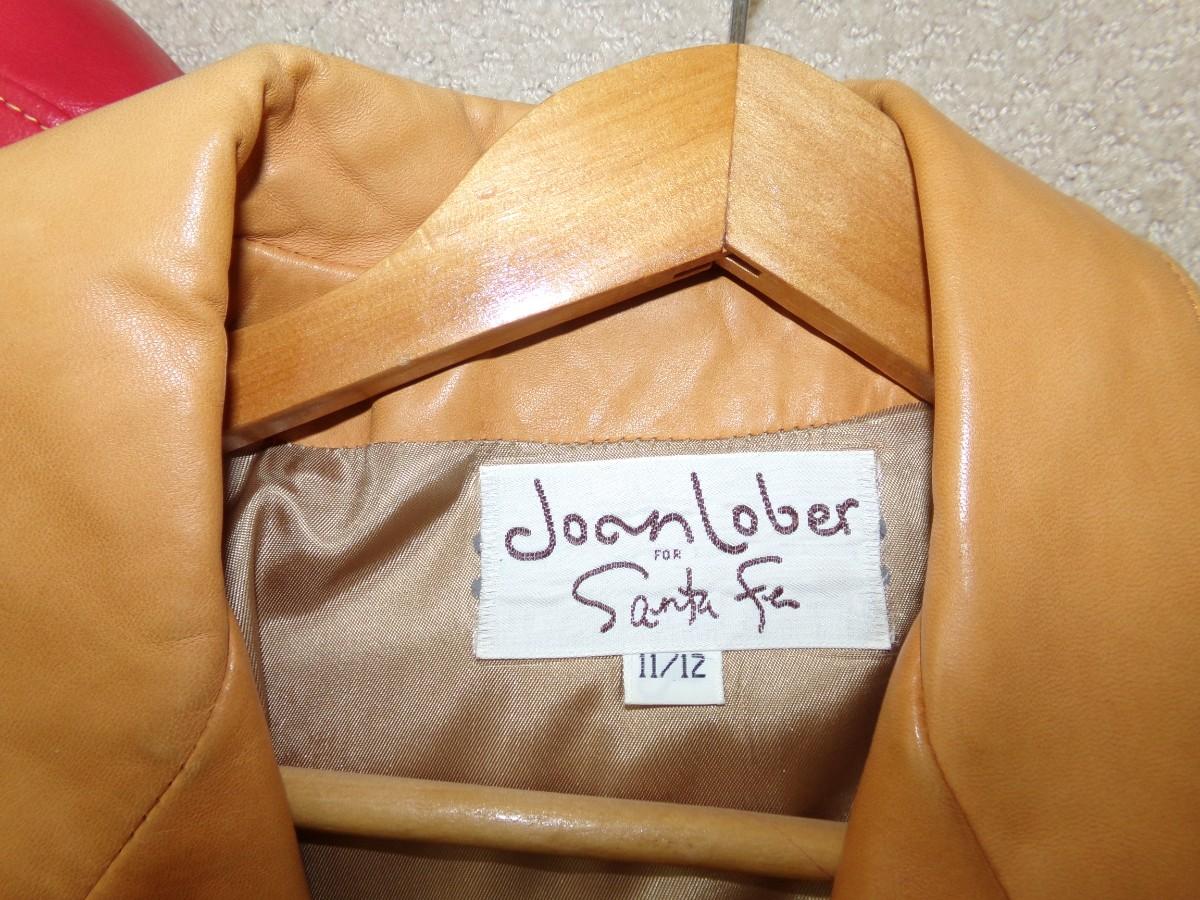 Joan Lober
FOR
Santa Fe
11/12